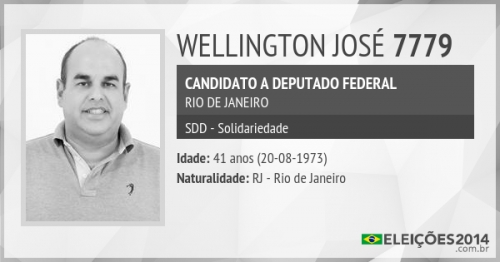 WELLINGTON JOSÉ 7779
CANDIDATO A DEPUTADO FEDERAL
RIO DE JANEIRO
SDD - Solidariedade
Idade: 41 anos (20-08-1973)
Naturalidade: RJ - Rio de Janeiro
ELEIÇÕES2014
.com.br